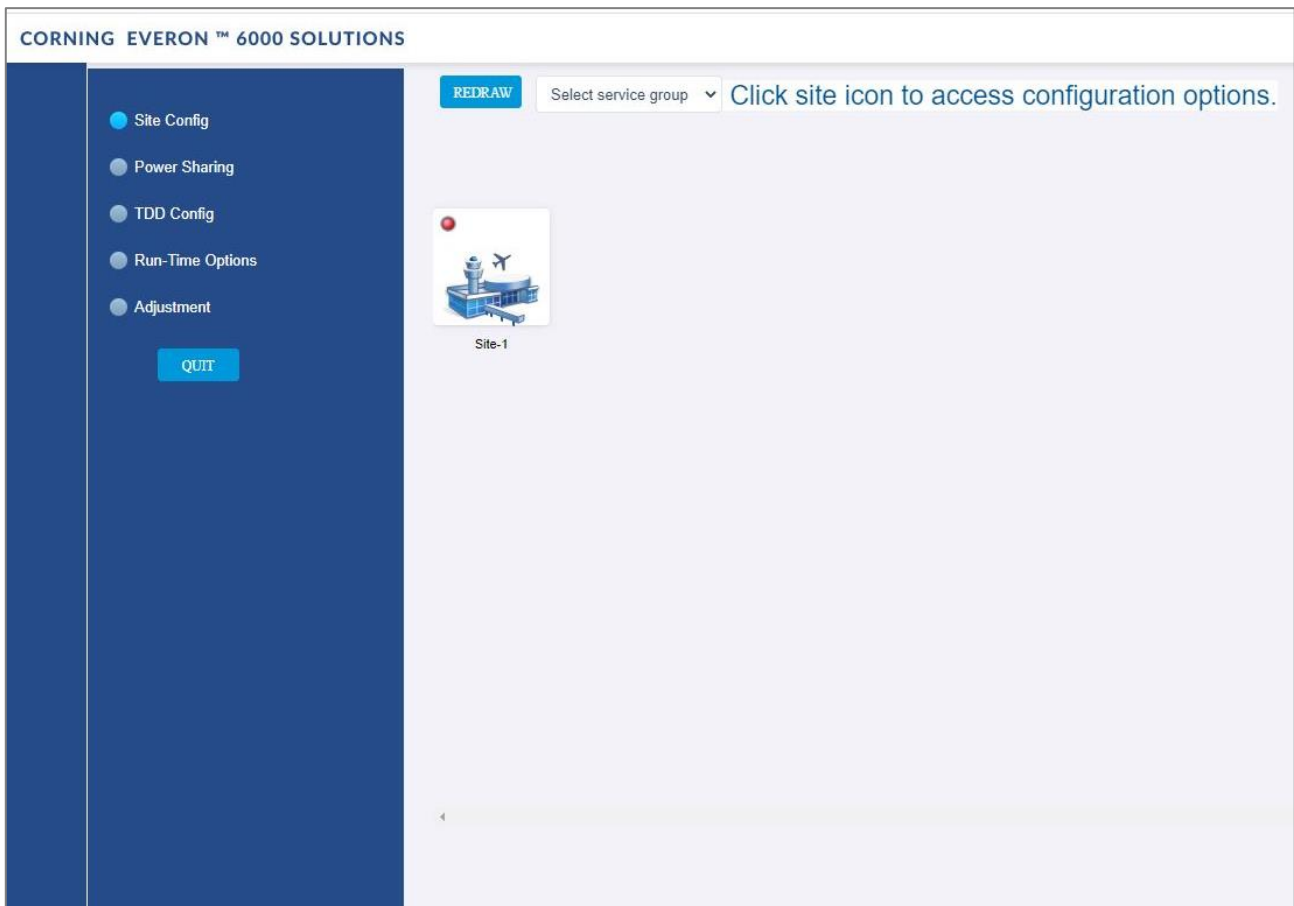 CORNING EVERON ™ 6000 SOLUTIONS
Site Config
Power Sharing
TDD Config
Run-Time Options
Adjustment
QUIT
REDRAW
Select service group
Click site icon to access configuration options.
Site-1